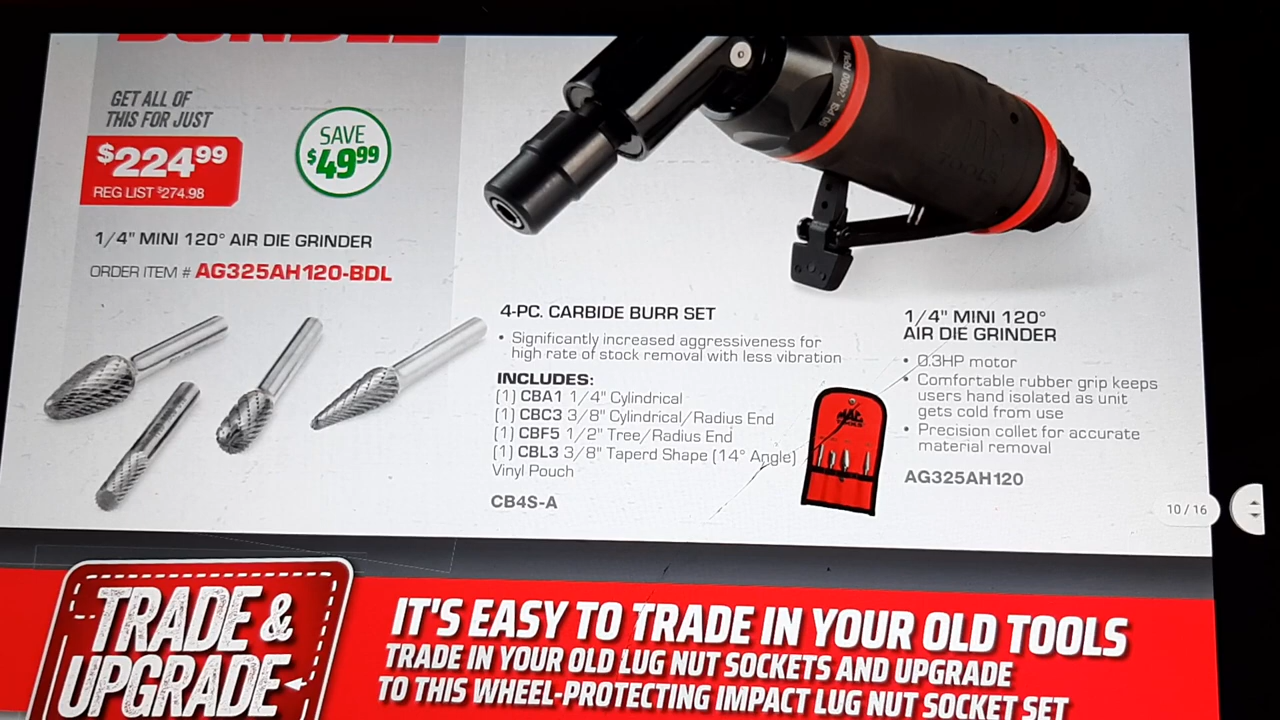 BUNDLE
GET ALL OF
THIS FOR JUST
$224.99
REG LIST $274.98
SAVE
$49.99
1/4" MINI 120° AIR DIE GRINDER
ORDER ITEM # AG325AH120-BDL
90 PSI .24000 RPM
4-PC. CARBIDE BURR SET
• Significantly increased aggressiveness for
high rate of stock removal with less vibration
INCLUDES:
(1) CBA1 1/4" Cylindrical
(1) CBC3 3/8" Cylindrical/Radius End
(1) CBF5 1/2" Tree/Radius End
(1) CBL3 3/8" Taperd Shape (14° Angle)
Vinyl Pouch
CB4S-A
MAC
TOOLS
1/4" MINI 120°
AIR DIE GRINDER
• 0.3HP motor
• Comfortable rubber grip keeps
users hand isolated as unit
gets cold from use
• Precision collet for accurate
material removal
AG325AH120
10 / 16
TRADE &
UPGRADE
IT'S EASY TO TRADE IN YOUR OLD TOOLS
TRADE IN YOUR OLD LUG NUT SOCKETS AND UPGRADE
TO THIS WHEEL-PROTECTING IMPACT LUG NUT SOCKET SET